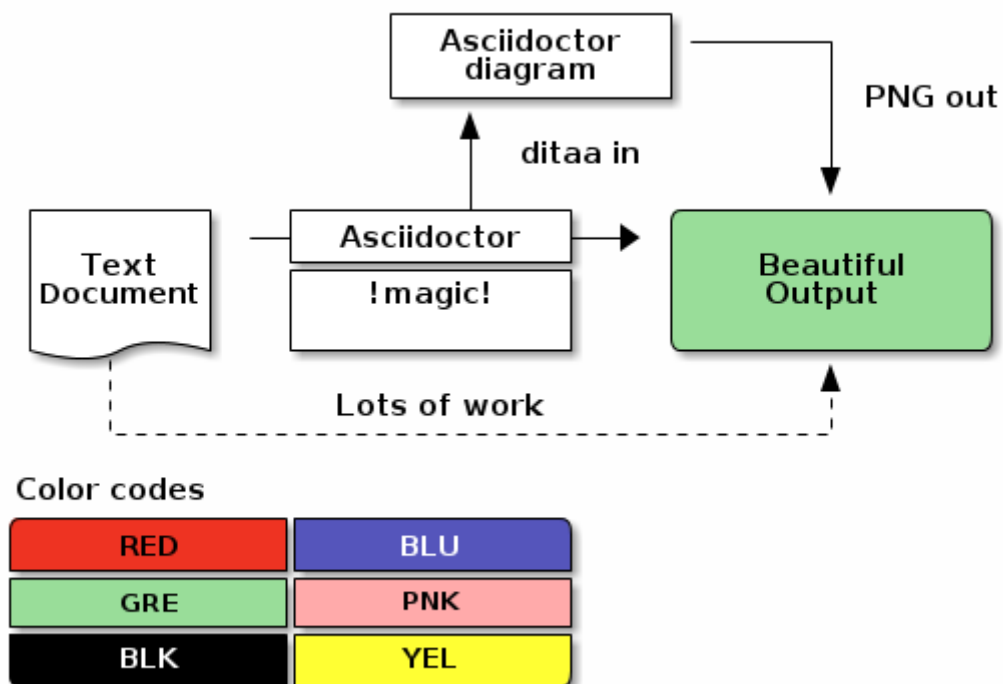 Asciidoctor
diagram
PNG out
ditaa in
Text
Document
Asciidoctor
!magic!
Beautiful
Output
Lots of work
Color codes
RED
BLU
GRE
PNK
BLK
YEL